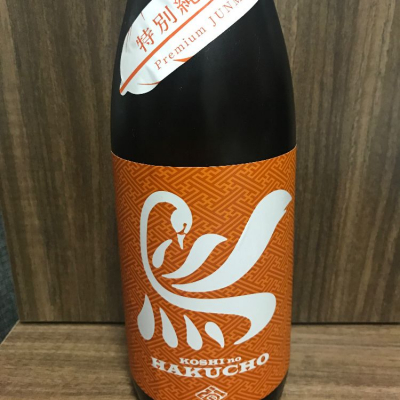 特別純
Premium JUN
KOSHI no
HAKUCHO